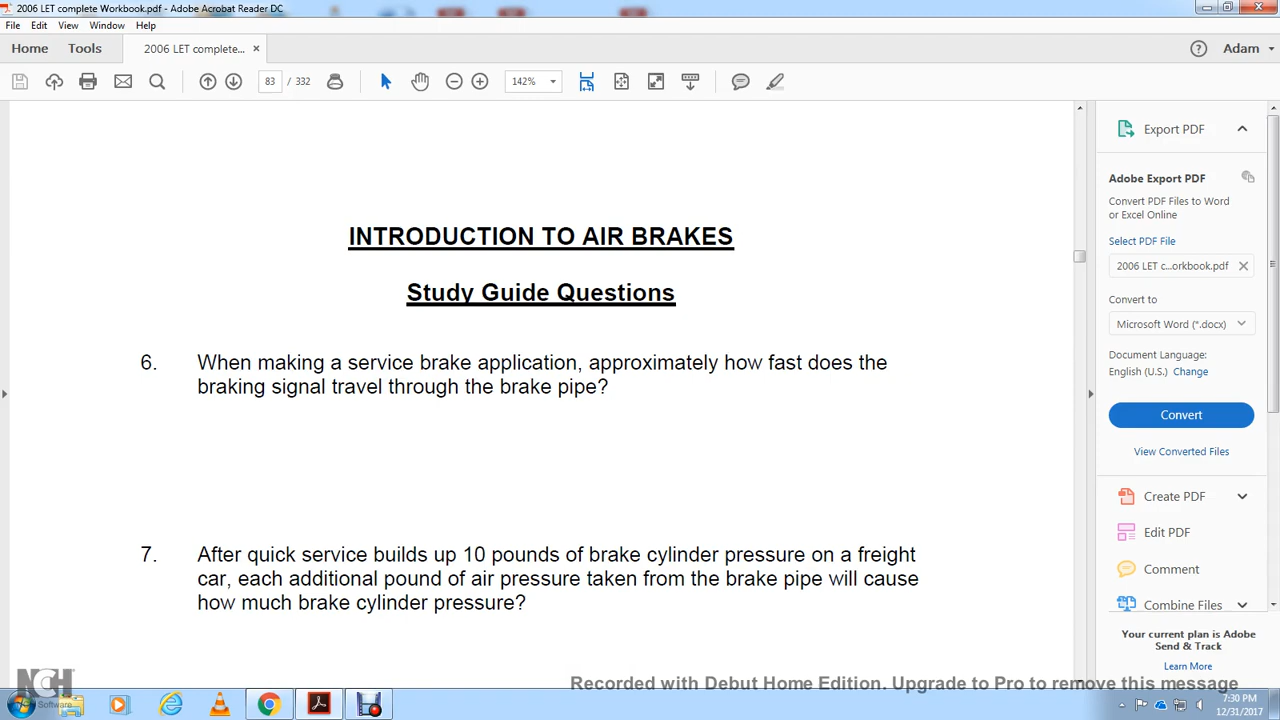 2006 LET complete Workbook.pdf - Adobe Acrobat Reader DC
File Edit View Window Help
Home Tools 2006 LET complete... × Adam
83 / 332 142%
Export PDF
Adobe Export PDF
Convert PDF Files to Word
or Excel Online
Select PDF File
2006 LET c...orkbook.pdf
Convert to
Microsoft Word (*.docx)
Document Language:
English (U.S.) Change
Convert
View Converted Files
Create PDF
Edit PDF
Comment
Combine Files
Your current plan is Adobe
Send & Track
Learn More
INTRODUCTION TO AIR BRAKES
Study Guide Questions
6. When making a service brake application, approximately how fast does the
braking signal travel through the brake pipe?
7. After quick service builds up 10 pounds of brake cylinder pressure on a freight
car, each additional pound of air pressure taken from the brake pipe will cause
how much brake cylinder pressure?
NCH
Software
Recorded with Debut Home Edition. Upgrade to Pro to remove this message
7:30 PM
12/31/2017